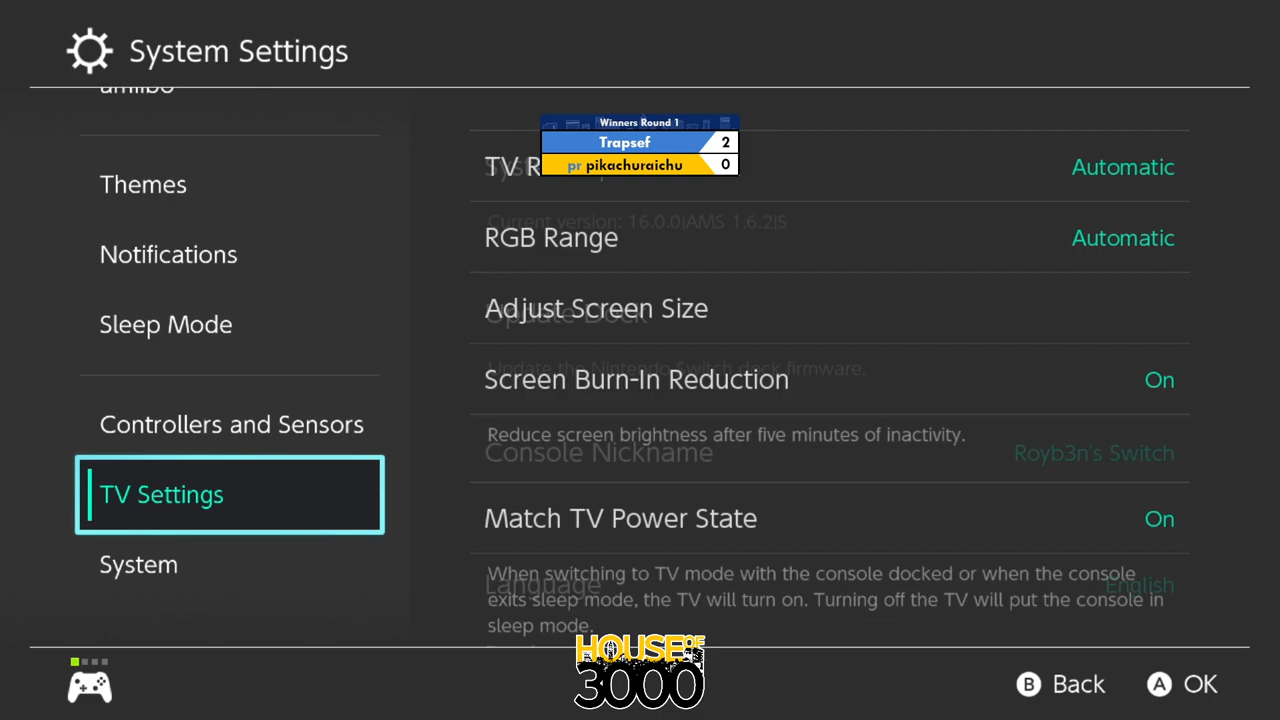 System Settings
amiibo
Themes
Notifications
Sleep Mode
Controllers and Sensors
TV Settings
System
Winners Round 1
Trapsef 2
pr pikachuraichu 0
TV R
Automatic
Current version: 16.0.0|AMS 1.6.2|S
RGB Range Automatic
Adjust Screen Size
Update Dock
Update the Nintendo Switch dock firmware.
Screen Burn-In Reduction On
Reduce screen brightness after five minutes of inactivity.
Console Nickname Royb3n's Switch
Match TV Power State On
When switching to TV mode with the console docked or when the console
Language English
exits sleep mode, the TV will turn on. Turning off the TV will put the console in
sleep mode.
HOUSE OF
3000
B Back A OK